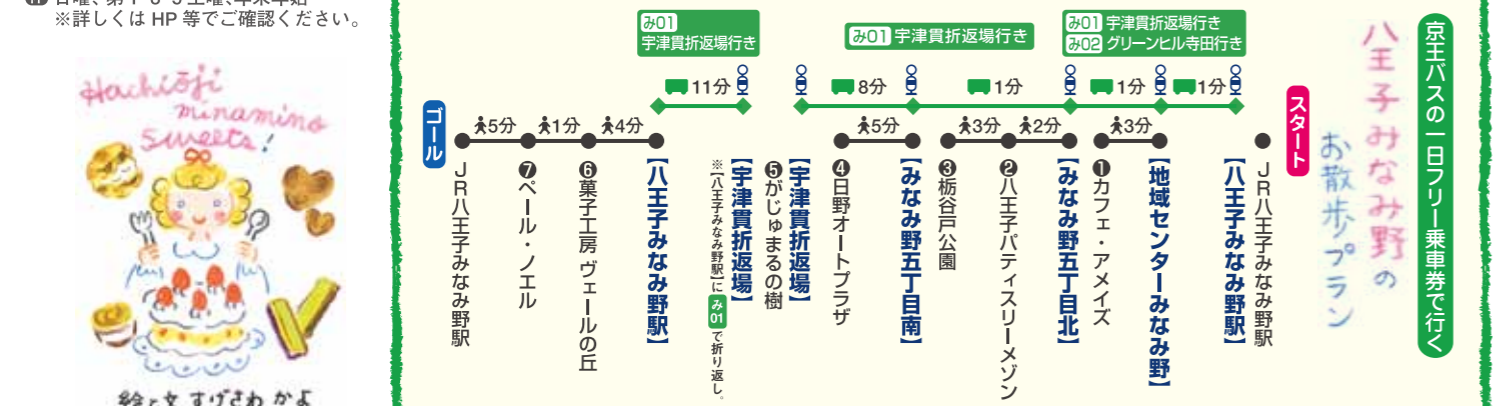 日曜、第1・3・5土曜、年末年始
※詳しくは HP 等でご確認ください。
Hachiōji
minamino
Sweets!
絵と文 すげさわ かよ
京王バスの一日フリー乗車券で行く
八王子みなみ野の
お散歩プラン
スタート
JR八王子みなみ野駅
【八王子みなみ野駅】
み01 宇津貫折返場行き
み02 グリーンヒル寺田行き
1分
【地域センターみなみ野】
3分
❶カフェ・アメイズ
1分
【みなみ野五丁目北】
2分
❷八王子パティスリーメゾン
3分
❸栃谷戸公園
み01 宇津貫折返場行き
1分
【みなみ野五丁目南】
5分
❹日野オートプラザ
8分
【宇津貫折返場】
❺がじゅまるの樹
【宇津貫折返場】
※【八王子みなみ野駅】に み01 で折り返し。
み01
宇津貫折返場行き
11分
【八王子みなみ野駅】
4分
❻菓子工房 ヴェールの丘
1分
❼ペール・ノエル
5分
JR八王子みなみ野駅
ゴール